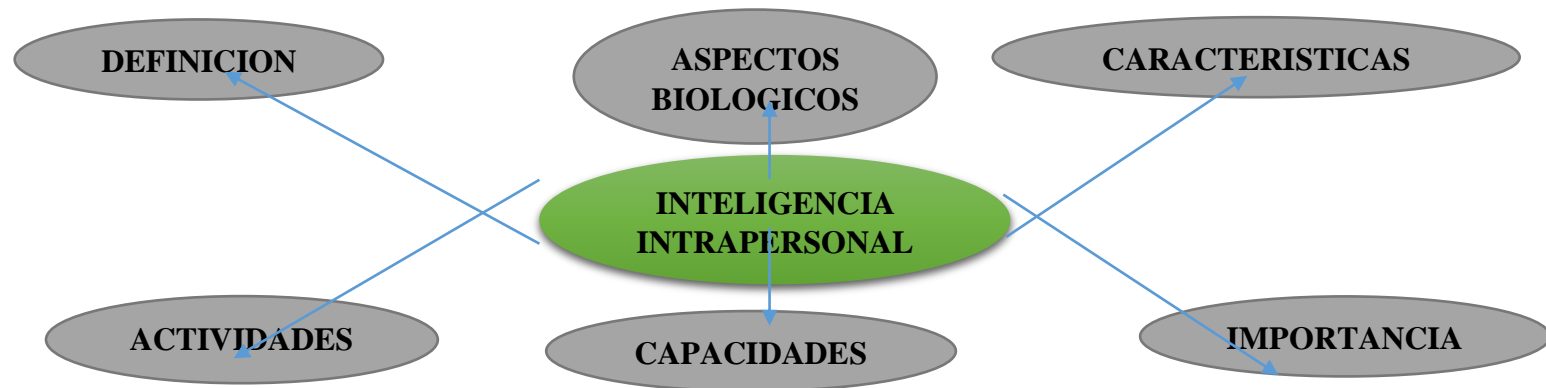 DEFINICION
ASPECTOS
BIOLOGICOS
CARACTERISTICAS
INTELIGENCIA
INTRAPERSONAL
ACTIVIDADES
CAPACIDADES
IMPORTANCIA